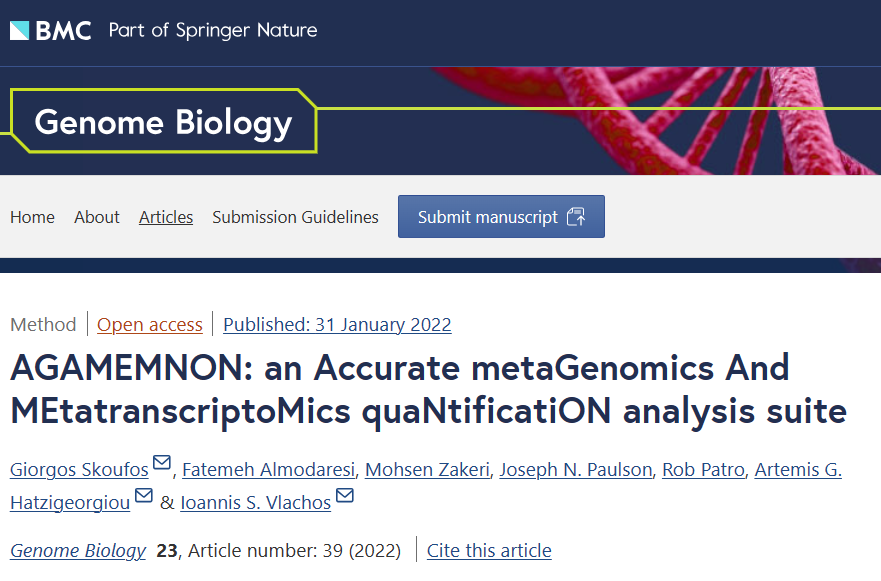 BMC Part of Springer Nature
Genome Biology
Home About Articles Submission Guidelines Submit manuscript
Method Open access Published: 31 January 2022
AGAMEMNON: an Accurate metaGenomics And
MEtatranscriptoMics quaNtificatiON analysis suite
Giorgos Skoufos, Fatemeh Almodaresi, Mohsen Zakeri, Joseph N. Paulson, Rob Patro, Artemis G.
Hatzigeorgiou & Ioannis S. Vlachos
Genome Biology 23, Article number: 39 (2022) Cite this article